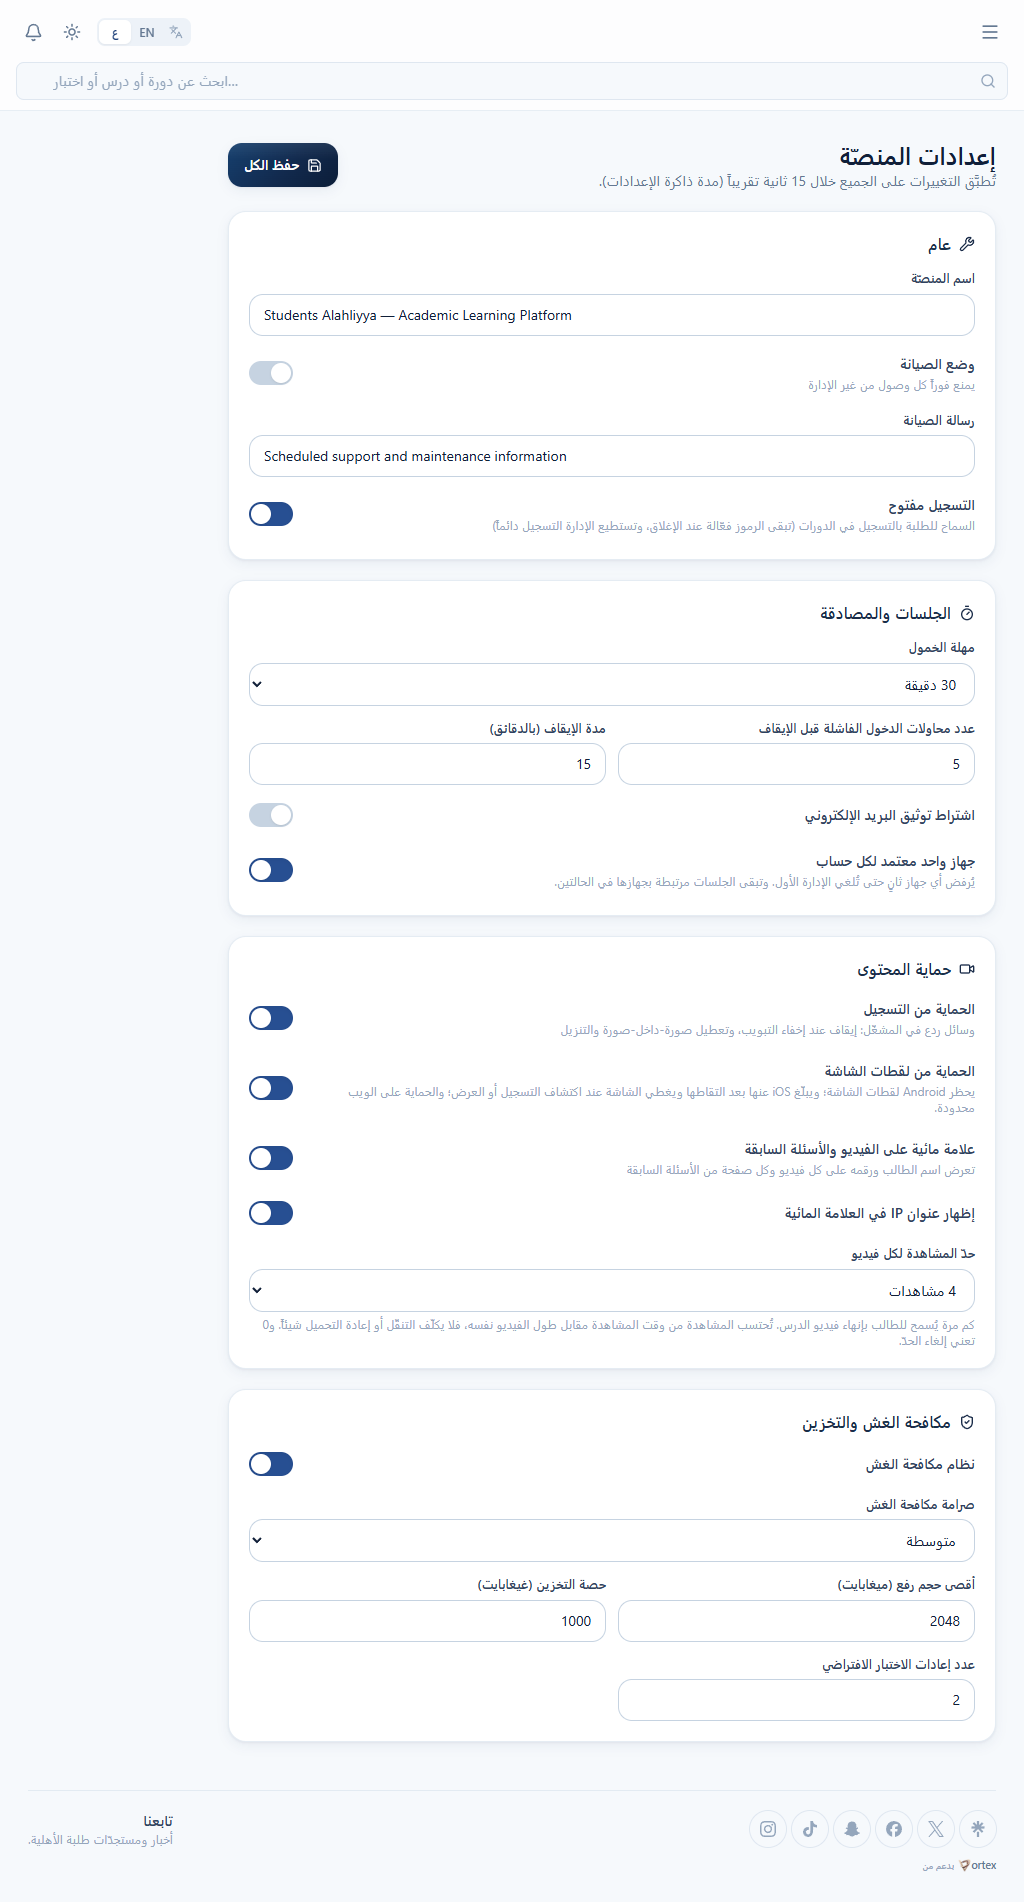 ع
EN
ابحث عن دورة أو درس أو اختبار...
إعدادات المنصّة
تُطبَّق التغييرات على الجميع خلال 15 ثانية تقريباً (مدة ذاكرة الإعدادات).
حفظ الكل
عام
اسم المنصّة
Students Alahliyya — Academic Learning Platform
وضع الصيانة
يمنع فوراً كل وصول من غير الإدارة
رسالة الصيانة
Scheduled support and maintenance information
التسجيل مفتوح
السماح للطلبة بالتسجيل في الدورات (تبقى الرموز فعّالة عند الإغلاق، وتستطيع الإدارة التسجيل دائماً)
الجلسات والمصادقة
مهلة الخمول
30 دقيقة
عدد محاولات الدخول الفاشلة قبل الإيقاف
مدة الإيقاف (بالدقائق)
5
15
اشتراط توثيق البريد الإلكتروني
جهاز واحد معتمد لكل حساب
يُرفض أي جهاز ثانٍ حتى تُلغي الإدارة الأول. وتبقى الجلسات مرتبطة بجهازها في الحالتين.
حماية المحتوى
الحماية من التسجيل
وسائل ردع في المشغّل: إيقاف عند إخفاء التبويب، وتعطيل صورة-داخل-صورة والتنزيل
الحماية من لقطات الشاشة
يحظر Android لقطات الشاشة؛ ويبلّغ iOS عنها بعد التقاطها ويغطي الشاشة عند اكتشاف التسجيل أو العرض؛ والحماية على الويب
محدودة.
علامة مائية على الفيديو والأسئلة السابقة
تعرض اسم الطالب ورقمه على كل فيديو وكل صفحة من الأسئلة السابقة
إظهار عنوان IP في العلامة المائية
حدّ المشاهدة لكل فيديو
4 مشاهدات
كم مرة يُسمح للطالب بإنهاء فيديو الدرس. تُحتسب المشاهدة من وقت المشاهدة مقابل طول الفيديو نفسه، فلا يكلّف التنقّل أو إعادة التحميل شيئاً. و0
تعني إلغاء الحدّ.
مكافحة الغش والتخزين
نظام مكافحة الغش
صرامة مكافحة الغش
متوسطة
أقصى حجم رفع (ميغابايت)
حصة التخزين (غيغابايت)
2048
1000
عدد إعادات الاختبار الافتراضي
2
تابعنا
أخبار ومستجدّات طلبة الأهلية.
بدعم من
ortex